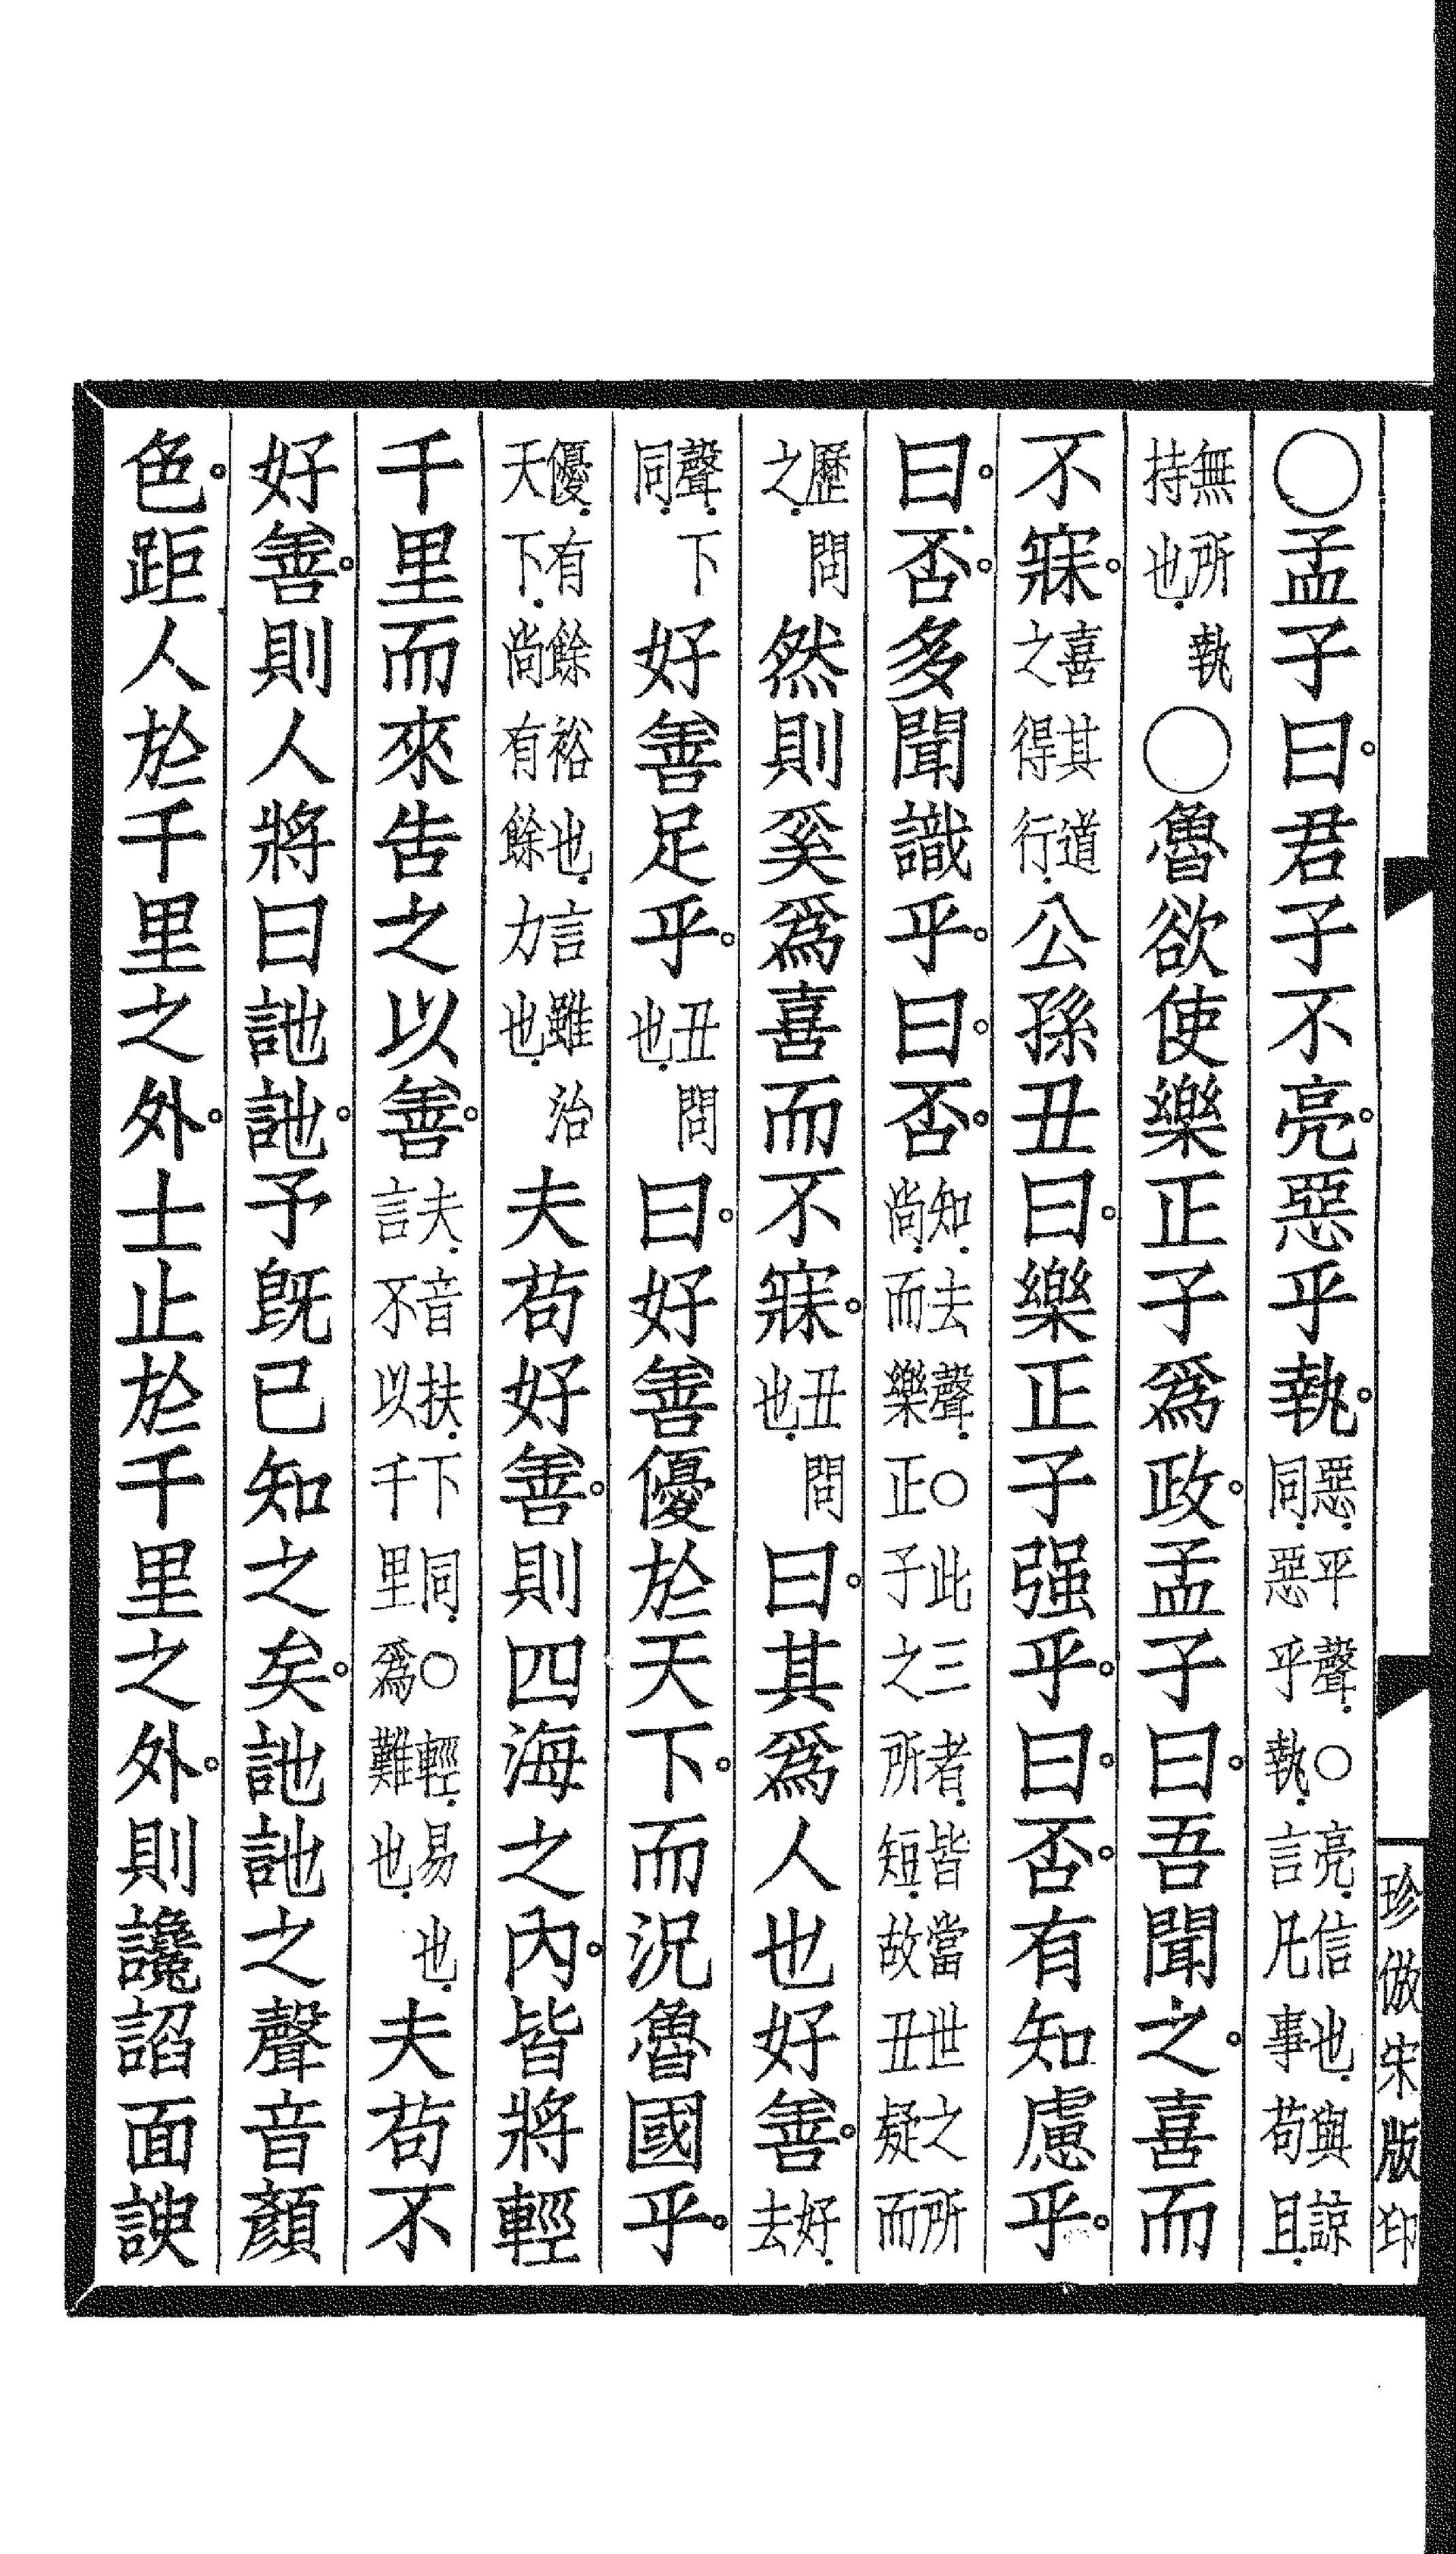 珍倣宋版印
○孟子曰。君子不亮。惡乎執。惡.平聲.○亮.信也.與諒同.惡乎執.言凡事苟且.
無所執持也.○魯欲使樂正子爲政。孟子曰。吾聞之。喜而
不寐。喜其道之得行.公孫丑曰。樂正子强乎。曰。否。有知慮乎。
曰。否。多聞識乎。曰。否。知.去聲.○此三者.皆當世之所尚.而樂正子之所短.故丑疑而
歷問之.然則奚爲喜而不寐。丑問也.曰。其爲人也好善。好.去
聲.下同.好善足乎。丑問也.曰。好善優於天下。而況魯國乎。
優.有餘裕也.言雖治天下.尚有餘力也.夫苟好善。則四海之內。皆將輕
千里而來告之以善。夫.音扶.下同.○輕.易也.言不以千里爲難也.夫苟不
好善。則人將曰訑訑。予既已知之矣。訑訑之聲音顏
色。距人於千里之外。士止於千里之外。則讒諂面諛